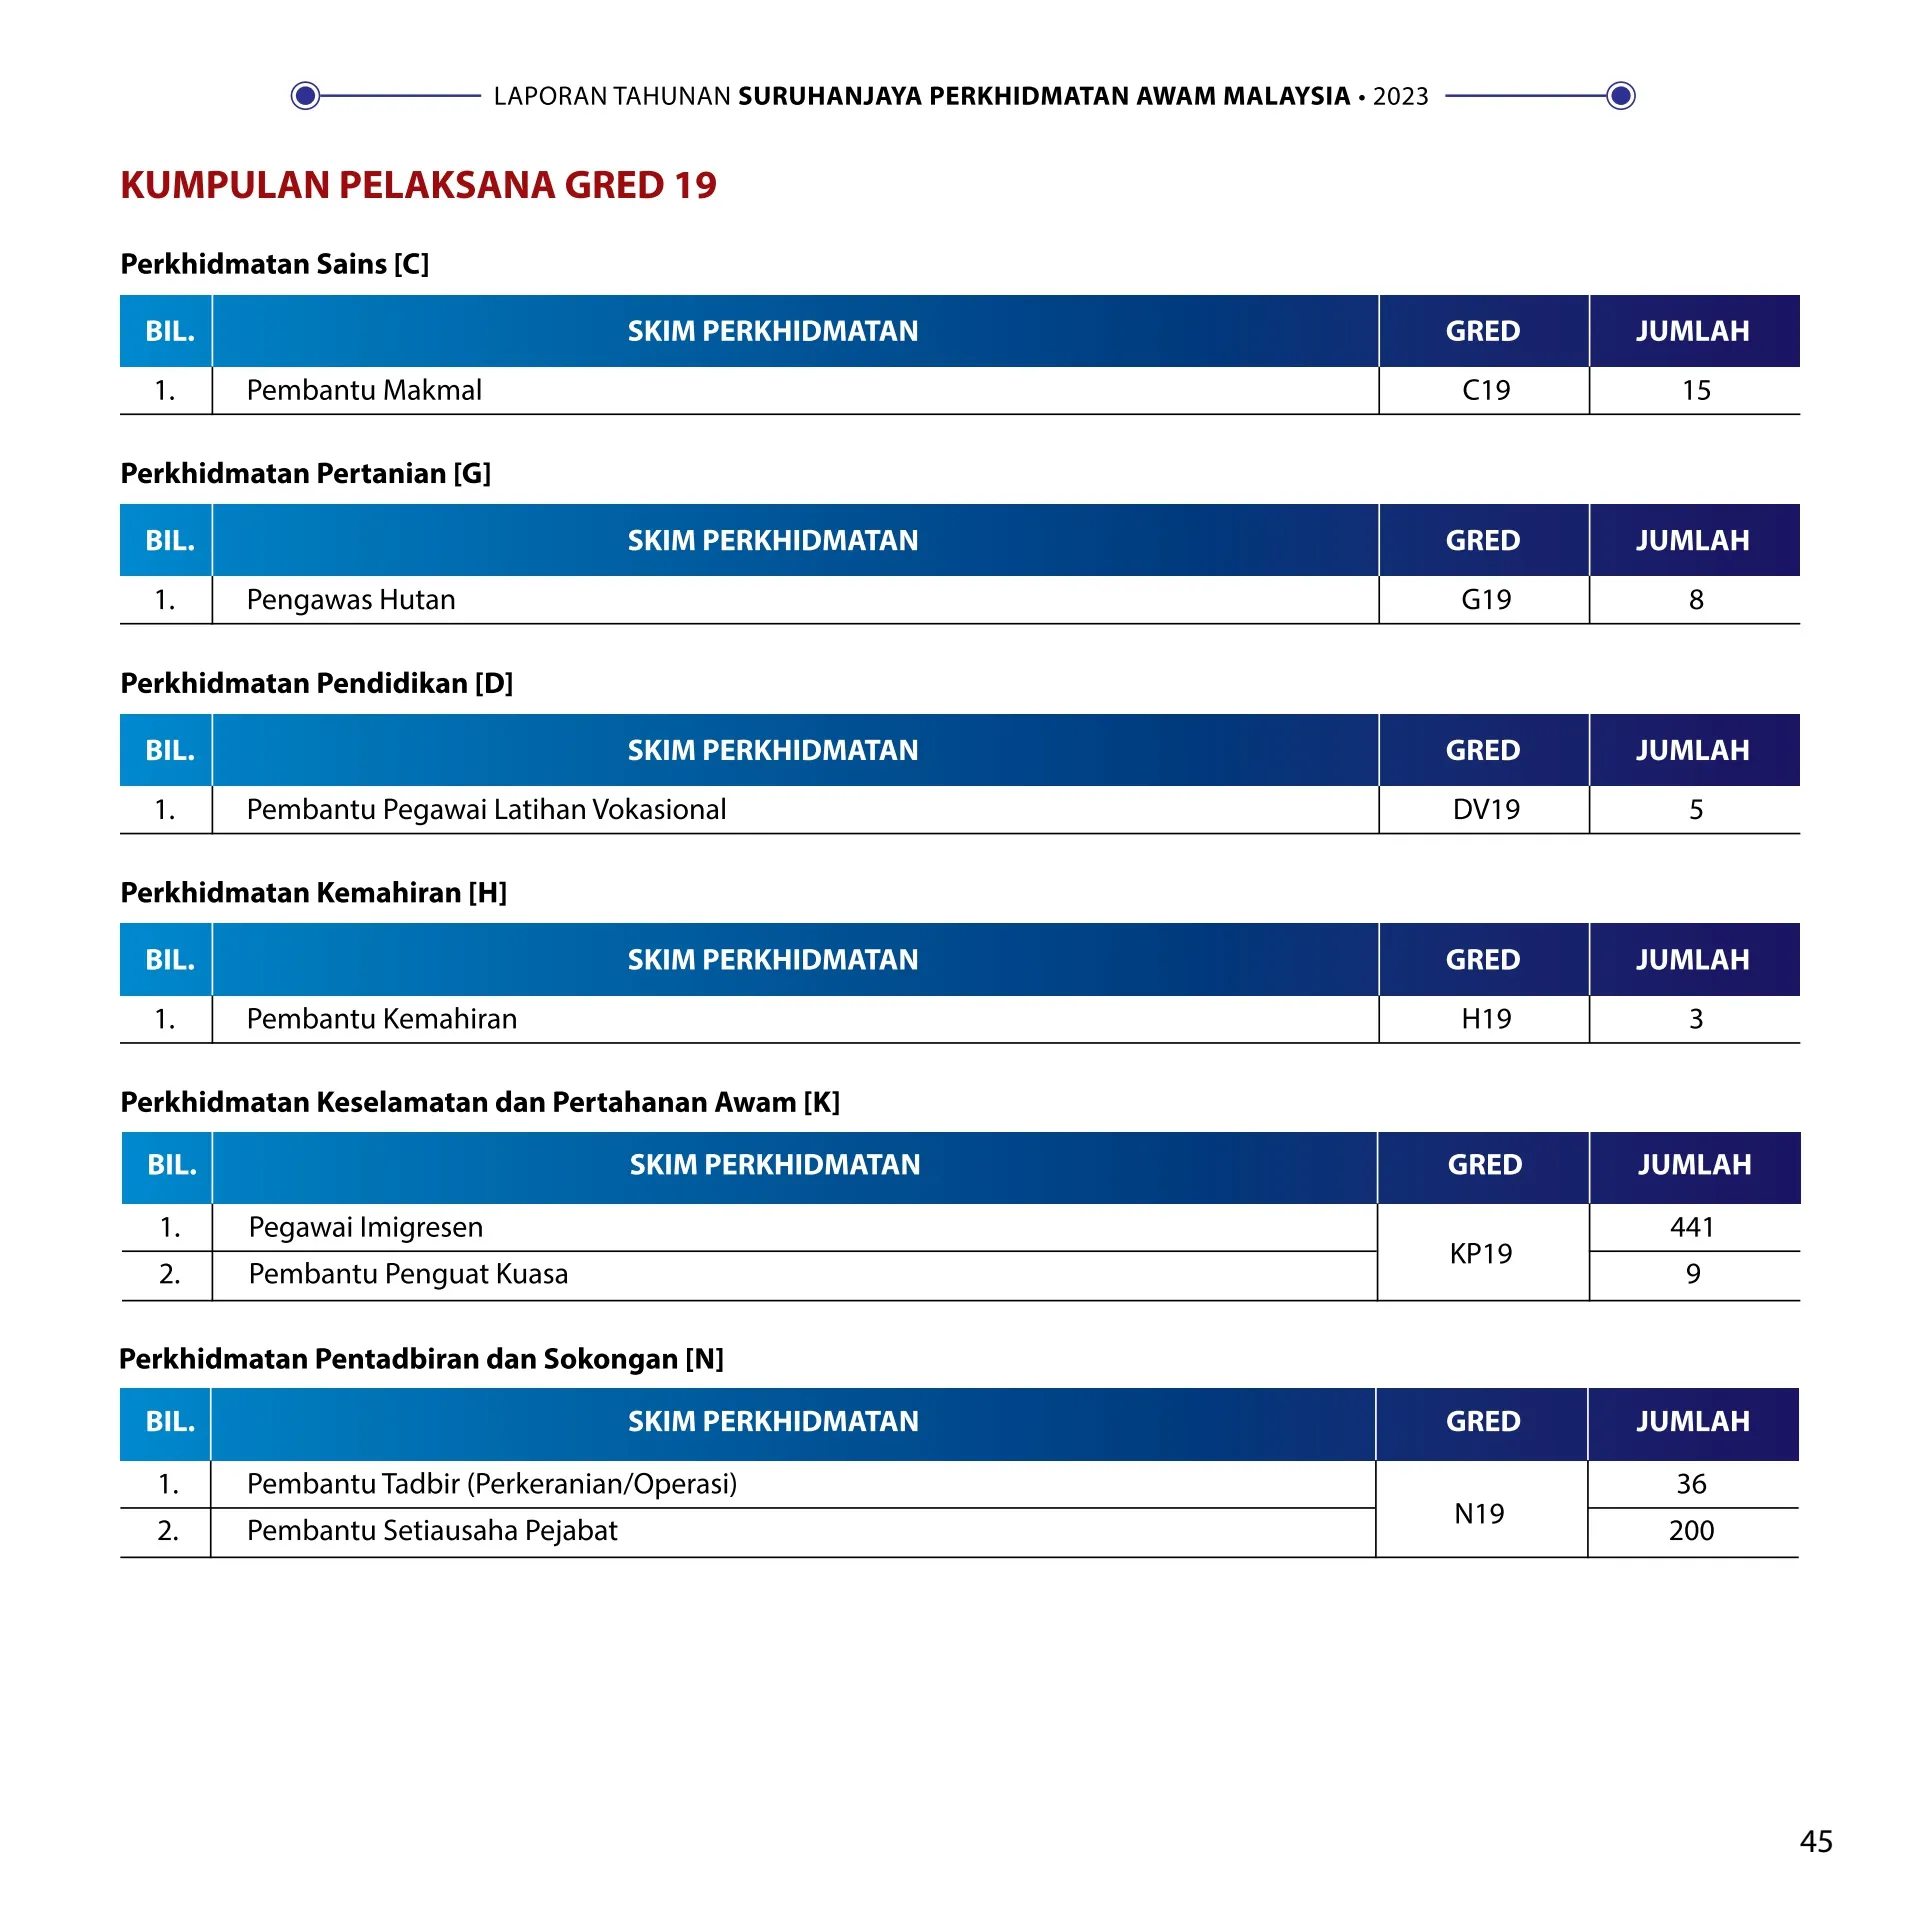 LAPORAN TAHUNAN SURUHANJAYA PERKHIDMATAN AWAM MALAYSIA • 2023
KUMPULAN PELAKSANA GRED 19
Perkhidmatan Sains [C]
BIL. SKIM PERKHIDMATAN GRED JUMLAH
1. Pembantu Makmal C19 15
Perkhidmatan Pertanian [G]
BIL. SKIM PERKHIDMATAN GRED JUMLAH
1. Pengawas Hutan G19 8
Perkhidmatan Pendidikan [D]
BIL. SKIM PERKHIDMATAN GRED JUMLAH
1. Pembantu Pegawai Latihan Vokasional DV19 5
Perkhidmatan Kemahiran [H]
BIL. SKIM PERKHIDMATAN GRED JUMLAH
1. Pembantu Kemahiran H19 3
Perkhidmatan Keselamatan dan Pertahanan Awam [K]
BIL. SKIM PERKHIDMATAN GRED JUMLAH
1. Pegawai Imigresen KP19 441
2. Pembantu Penguat Kuasa 9
Perkhidmatan Pentadbiran dan Sokongan [N]
BIL. SKIM PERKHIDMATAN GRED JUMLAH
1. Pembantu Tadbir (Perkeranian/Operasi) N19 36
2. Pembantu Setiausaha Pejabat 200
45